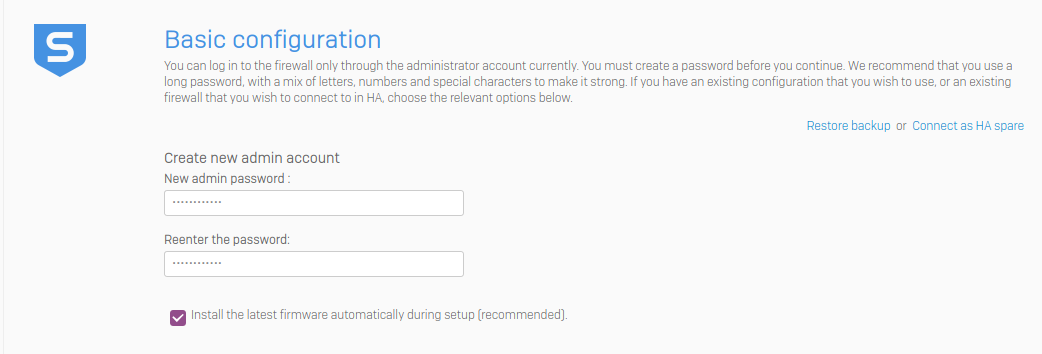 S
Basic configuration
You can log in to the firewall only through the administrator account currently. You must create a password before you continue. We recommend that you use a
long password, with a mix of letters, numbers and special characters to make it strong. If you have an existing configuration that you wish to use, or an existing
firewall that you wish to connect to in HA, choose the relevant options below.
Restore backup or Connect as HA spare
Create new admin account
New admin password :
••••••••••••
Reenter the password:
••••••••••••
Install the latest firmware automatically during setup (recommended).